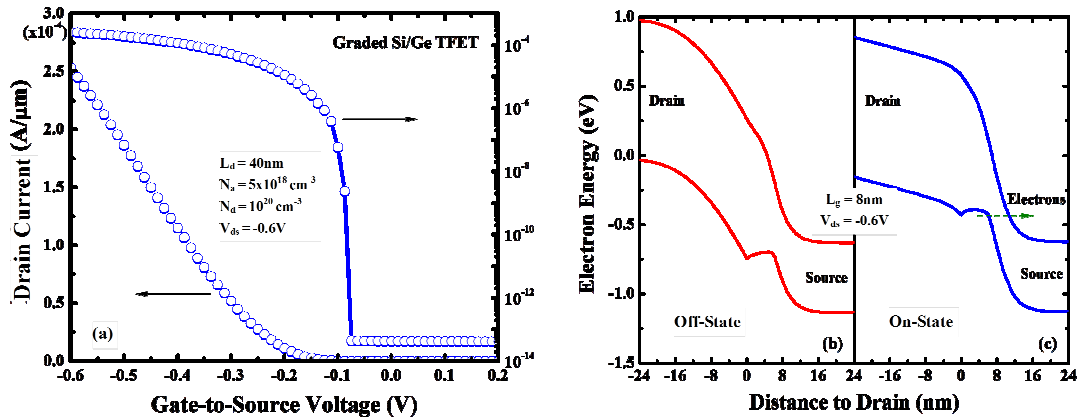 (x10⁻⁴)
3.0
2.5
2.0
1.5
1.0
0.5
0.0
Drain Current (A/μm)
-0.6 -0.5 -0.4 -0.3 -0.2 -0.1 0.0 0.1 0.2
Gate-to-Source Voltage (V)
10⁻⁴
10⁻⁶
10⁻⁸
10⁻¹⁰
10⁻¹²
10⁻¹⁴
Graded Si/Ge TFET
L_d = 40nm
N_a = 5x10¹⁸ cm⁻³
N_d = 10²⁰ cm⁻³
V_ds = -0.6V
(a)
Electron Energy (eV)
1.0
0.5
0.0
-0.5
-1.0
-1.5
Drain
Source
Off-State
(b)
-24 -16 -8 0 8 16 24
L_g = 8nm
V_ds = -0.6V
Drain
Electrons
Source
On-State
(c)
-16 -8 0 8 16 24
Distance to Drain (nm)